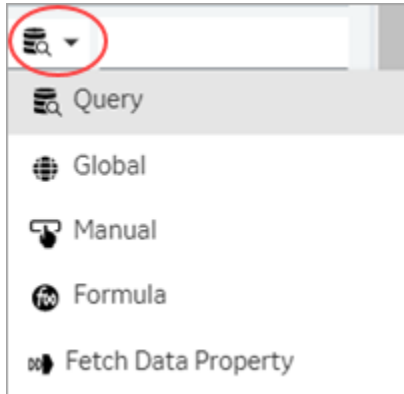 Query
Global
Manual
Formula
Fetch Data Property